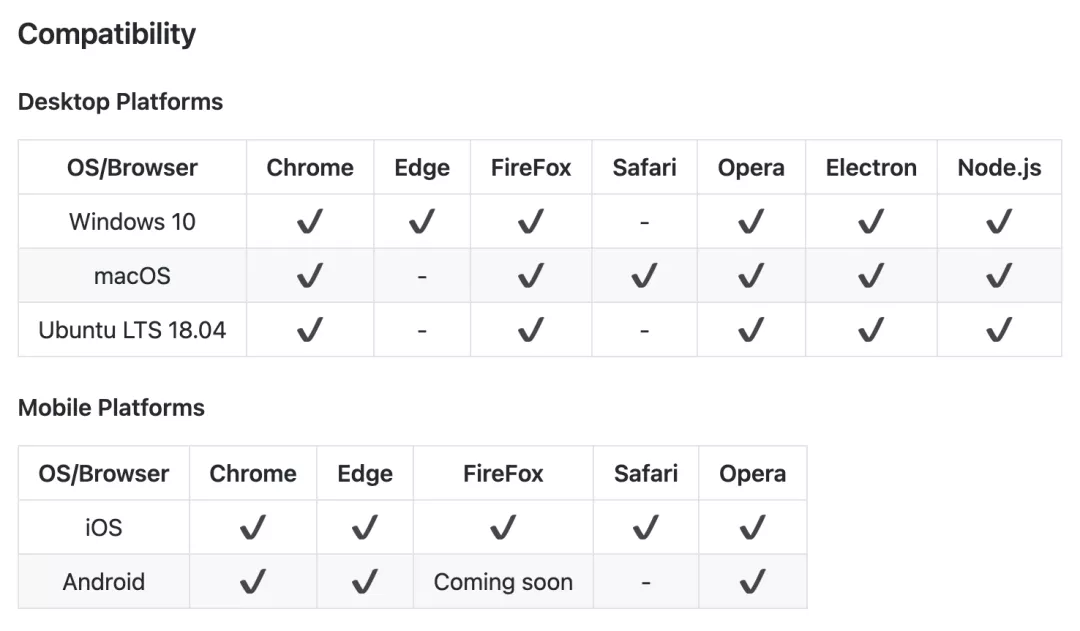 Compatibility
Desktop Platforms
OS/Browser Chrome Edge FireFox Safari Opera Electron Node.js
Windows 10 ✔ ✔ ✔ - ✔ ✔ ✔
macOS ✔ - ✔ ✔ ✔ ✔ ✔
Ubuntu LTS 18.04 ✔ - ✔ - ✔ ✔ ✔
Mobile Platforms
OS/Browser Chrome Edge FireFox Safari Opera
iOS ✔ ✔ ✔ ✔ ✔
Android ✔ ✔ Coming soon - ✔